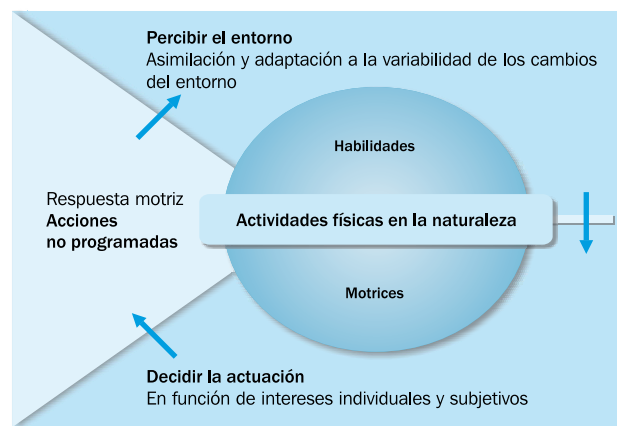 Percibir el entorno
Asimilación y adaptación a la variabilidad de los cambios
del entorno
Habilidades
Respuesta motriz
Acciones
no programadas
Actividades físicas en la naturaleza
Motrices
Decidir la actuación
En función de intereses individuales y subjetivos